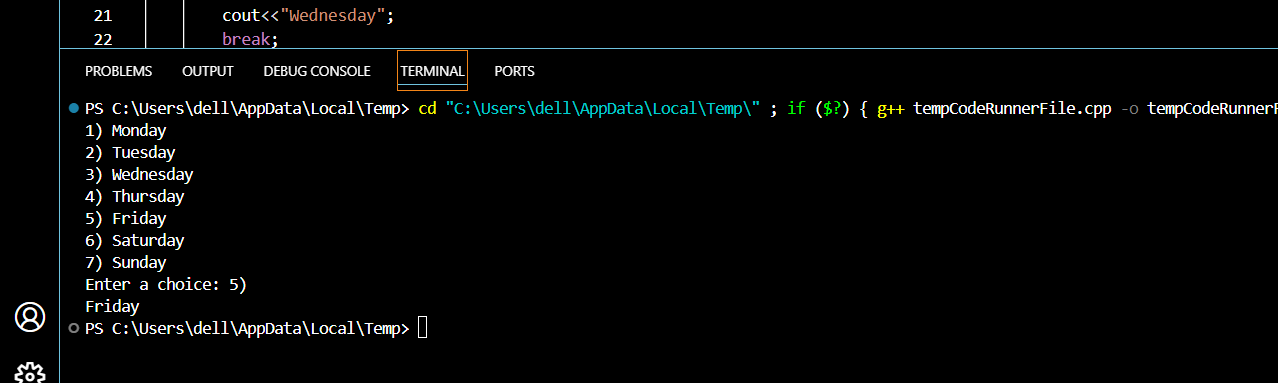 21 cout<<"Wednesday";
22 break;
PROBLEMS OUTPUT DEBUG CONSOLE TERMINAL PORTS
PS C:\Users\dell\AppData\Local\Temp> cd "C:\Users\dell\AppData\Local\Temp\" ; if ($?) { g++ tempCodeRunnerFile.cpp -o tempCodeRunnerF
1) Monday
2) Tuesday
3) Wednesday
4) Thursday
5) Friday
6) Saturday
7) Sunday
Enter a choice: 5)
Friday
PS C:\Users\dell\AppData\Local\Temp>